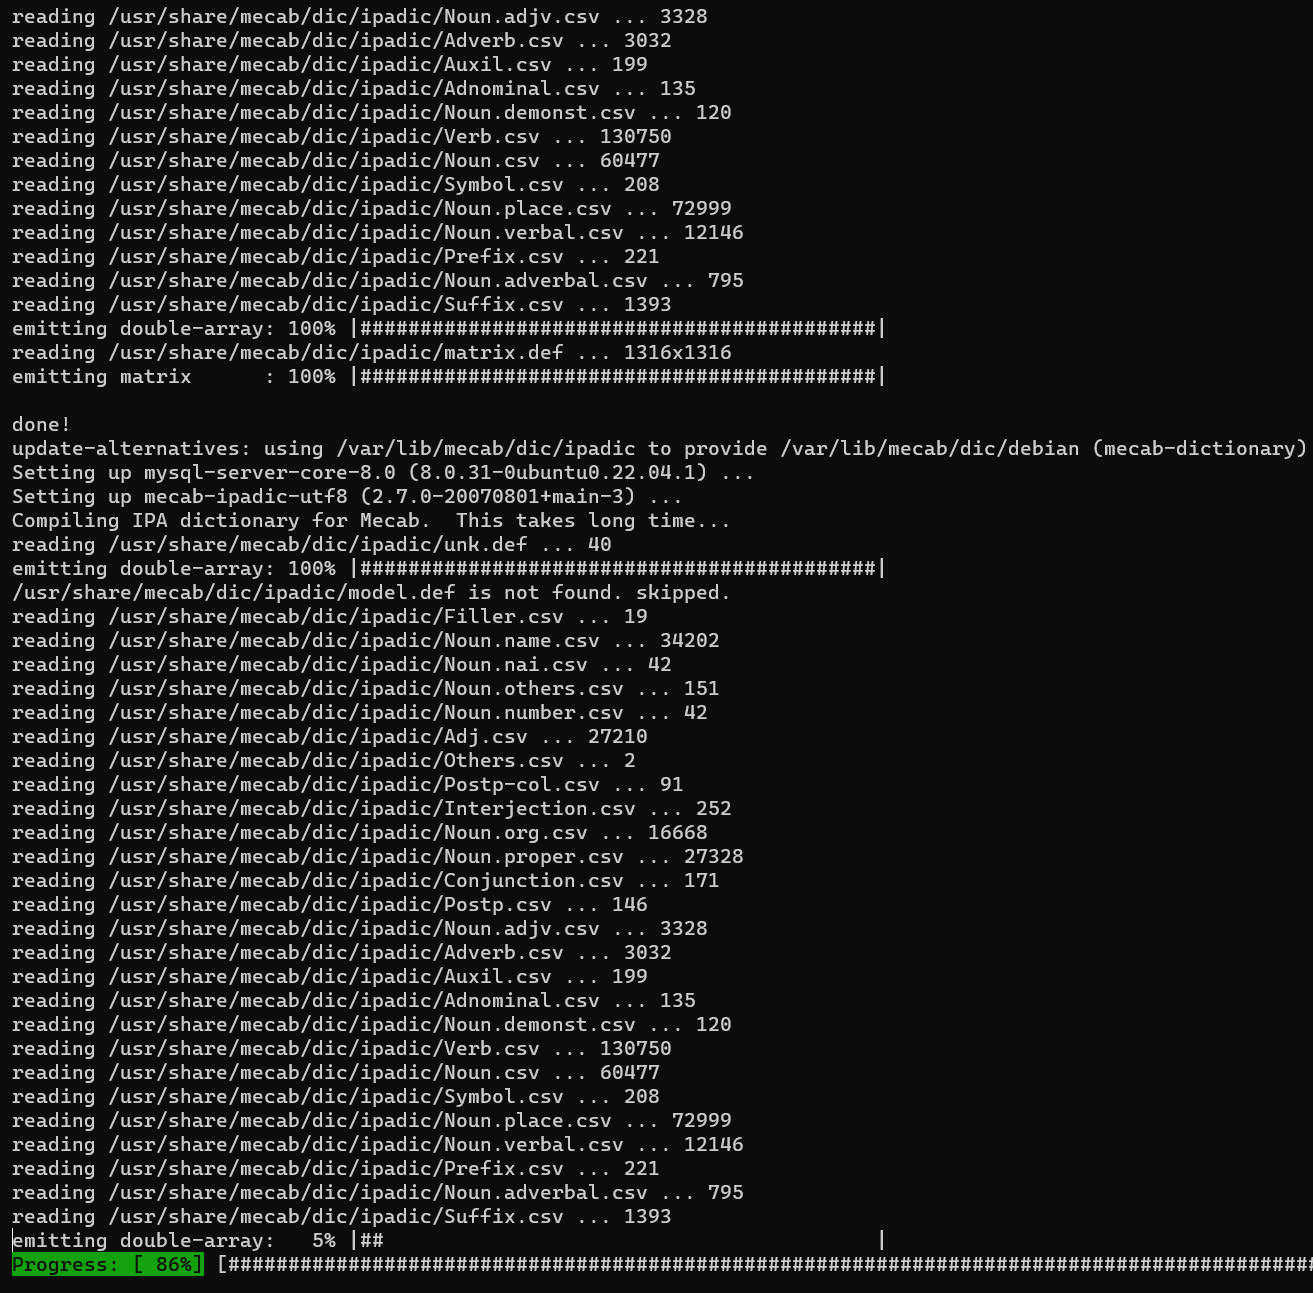 reading /usr/share/mecab/dic/ipadic/Noun.adjv.csv ... 3328
reading /usr/share/mecab/dic/ipadic/Adverb.csv ... 3032
reading /usr/share/mecab/dic/ipadic/Auxil.csv ... 199
reading /usr/share/mecab/dic/ipadic/Adnominal.csv ... 135
reading /usr/share/mecab/dic/ipadic/Noun.demonst.csv ... 120
reading /usr/share/mecab/dic/ipadic/Verb.csv ... 130750
reading /usr/share/mecab/dic/ipadic/Noun.csv ... 60477
reading /usr/share/mecab/dic/ipadic/Symbol.csv ... 208
reading /usr/share/mecab/dic/ipadic/Noun.place.csv ... 72999
reading /usr/share/mecab/dic/ipadic/Noun.verbal.csv ... 12146
reading /usr/share/mecab/dic/ipadic/Prefix.csv ... 221
reading /usr/share/mecab/dic/ipadic/Noun.adverbal.csv ... 795
reading /usr/share/mecab/dic/ipadic/Suffix.csv ... 1393
emitting double-array: 100% |###########################################|
reading /usr/share/mecab/dic/ipadic/matrix.def ... 1316x1316
emitting matrix      : 100% |###########################################|

done!
update-alternatives: using /var/lib/mecab/dic/ipadic to provide /var/lib/mecab/dic/debian (mecab-dictionary)
Setting up mysql-server-core-8.0 (8.0.31-0ubuntu0.22.04.1) ...
Setting up mecab-ipadic-utf8 (2.7.0-20070801+main-3) ...
Compiling IPA dictionary for Mecab.  This takes long time...
reading /usr/share/mecab/dic/ipadic/unk.def ... 40
emitting double-array: 100% |###########################################|
/usr/share/mecab/dic/ipadic/model.def is not found. skipped.
reading /usr/share/mecab/dic/ipadic/Filler.csv ... 19
reading /usr/share/mecab/dic/ipadic/Noun.name.csv ... 34202
reading /usr/share/mecab/dic/ipadic/Noun.nai.csv ... 42
reading /usr/share/mecab/dic/ipadic/Noun.others.csv ... 151
reading /usr/share/mecab/dic/ipadic/Noun.number.csv ... 42
reading /usr/share/mecab/dic/ipadic/Adj.csv ... 27210
reading /usr/share/mecab/dic/ipadic/Others.csv ... 2
reading /usr/share/mecab/dic/ipadic/Postp-col.csv ... 91
reading /usr/share/mecab/dic/ipadic/Interjection.csv ... 252
reading /usr/share/mecab/dic/ipadic/Noun.org.csv ... 16668
reading /usr/share/mecab/dic/ipadic/Noun.proper.csv ... 27328
reading /usr/share/mecab/dic/ipadic/Conjunction.csv ... 171
reading /usr/share/mecab/dic/ipadic/Postp.csv ... 146
reading /usr/share/mecab/dic/ipadic/Noun.adjv.csv ... 3328
reading /usr/share/mecab/dic/ipadic/Adverb.csv ... 3032
reading /usr/share/mecab/dic/ipadic/Auxil.csv ... 199
reading /usr/share/mecab/dic/ipadic/Adnominal.csv ... 135
reading /usr/share/mecab/dic/ipadic/Noun.demonst.csv ... 120
reading /usr/share/mecab/dic/ipadic/Verb.csv ... 130750
reading /usr/share/mecab/dic/ipadic/Noun.csv ... 60477
reading /usr/share/mecab/dic/ipadic/Symbol.csv ... 208
reading /usr/share/mecab/dic/ipadic/Noun.place.csv ... 72999
reading /usr/share/mecab/dic/ipadic/Noun.verbal.csv ... 12146
reading /usr/share/mecab/dic/ipadic/Prefix.csv ... 221
reading /usr/share/mecab/dic/ipadic/Noun.adverbal.csv ... 795
reading /usr/share/mecab/dic/ipadic/Suffix.csv ... 1393
emitting double-array:   5% |##                                         |
Progress: [ 86%] [###########################################################################################